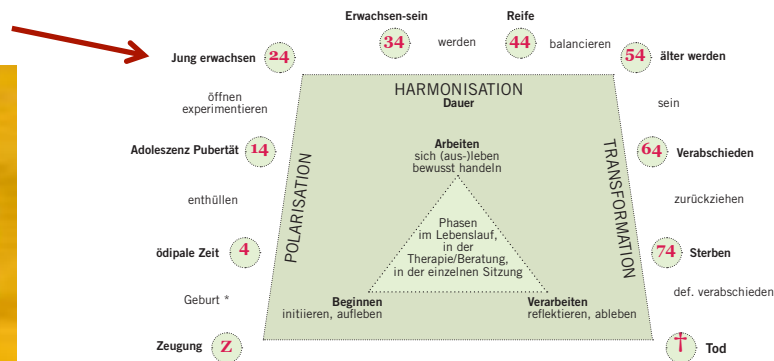 Erwachsen-sein
Reife
34
werden
44
balancieren
Jung erwachsen
24
54
älter werden
HARMONISATION
Dauer
öffnen
experimentieren
sein
Adoleszenz Pubertät
14
Arbeiten
sich (aus-)leben
bewusst handeln
64
Verabschieden
POLARISATION
TRANSFORMATION
enthüllen
zurückziehen
Phasen
im Lebenslauf,
in der
Therapie/Beratung,
in der einzelnen Sitzung
ödipale Zeit
4
74
Sterben
Geburt *
def. verabschieden
Beginnen
initiieren, aufleben
Verarbeiten
reflektieren, ableben
Zeugung
Z
†
Tod